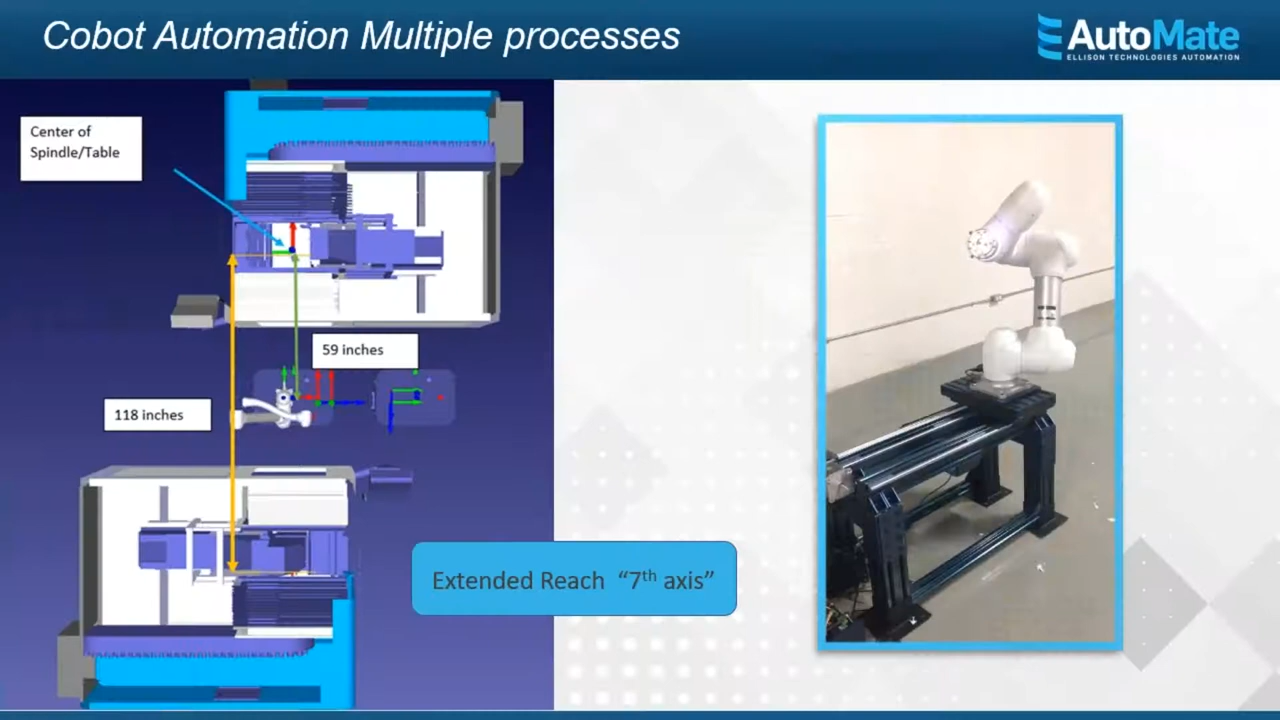 Cobot Automation Multiple processes
AutoMate
ELLISON TECHNOLOGIES AUTOMATION
Center of
Spindle/Table
59 inches
118 inches
Extended Reach “7th axis”